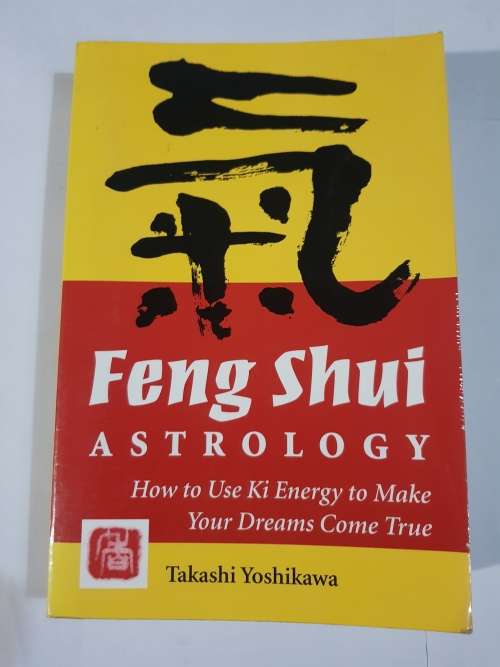 氣
Feng Shui
ASTROLOGY
How to Use Ki Energy to Make
Your Dreams Come True
Takashi Yoshikawa